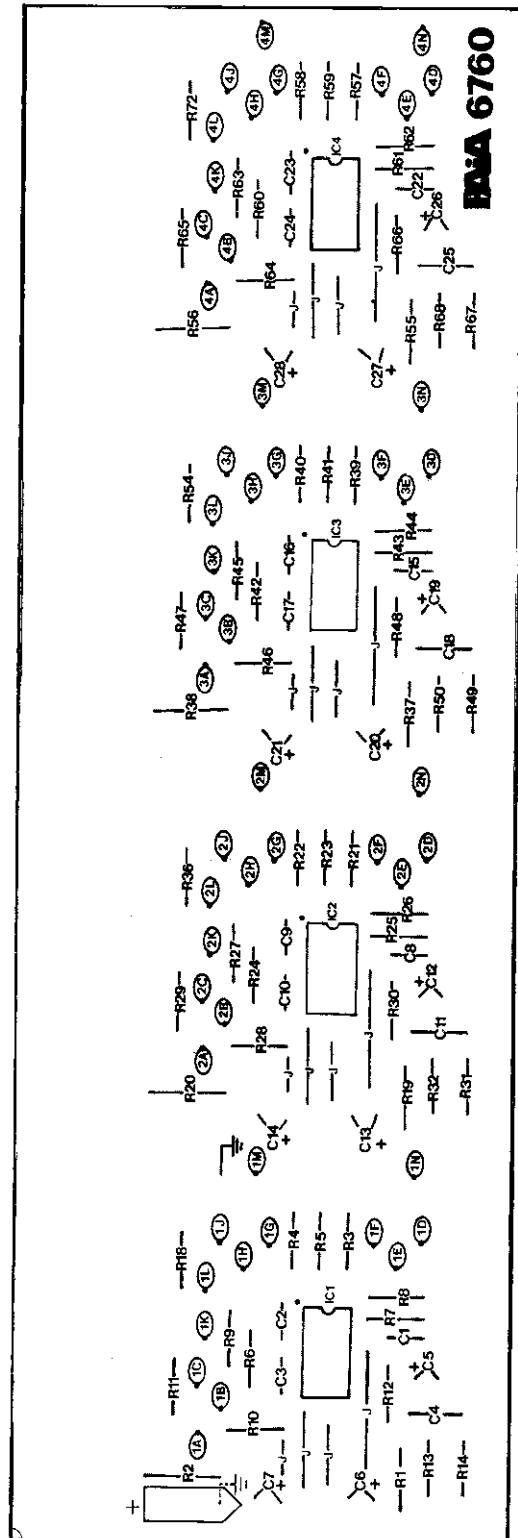 PAiA 6760
R72
4J
4M
4L
4H
4G
R58
R59
R57
4F
4E
4D
4N
R65
4K
R63
4C
4B
R60
C23
C24
IC4
R61
R62
C22
C26
+
R56
4A
R64
J
J
J
J
R66
C25
3M
C28
+
C27
+
R55
R68
R67
3N
R54
3J
3L
3H
3G
R40
R41
R39
3F
3E
3D
R47
3K
R45
3C
3B
R42
C16
C17
IC3
R43
R44
C15
C19
+
R38
3A
R46
J
J
J
J
R48
C18
2M
C21
+
C20
+
R37
R50
R49
2N
R36
2J
2L
2H
2G
R22
R23
R21
2F
2E
2D
R29
2K
R27
2C
2B
R24
C9
C10
IC2
R25
R26
C8
C12
+
R20
2A
R28
J
J
J
J
R30
C11
1M
C14
+
C13
+
R19
R32
R31
1N
R18
1J
1L
1H
1G
R4
R5
R3
1F
1E
1D
R11
1K
R9
1C
1B
R6
C2
C3
IC1
R7
R8
C1
C5
+
R2
1A
R10
J
J
J
J
R12
C4
+
C7
+
C6
+
R1
R13
R14